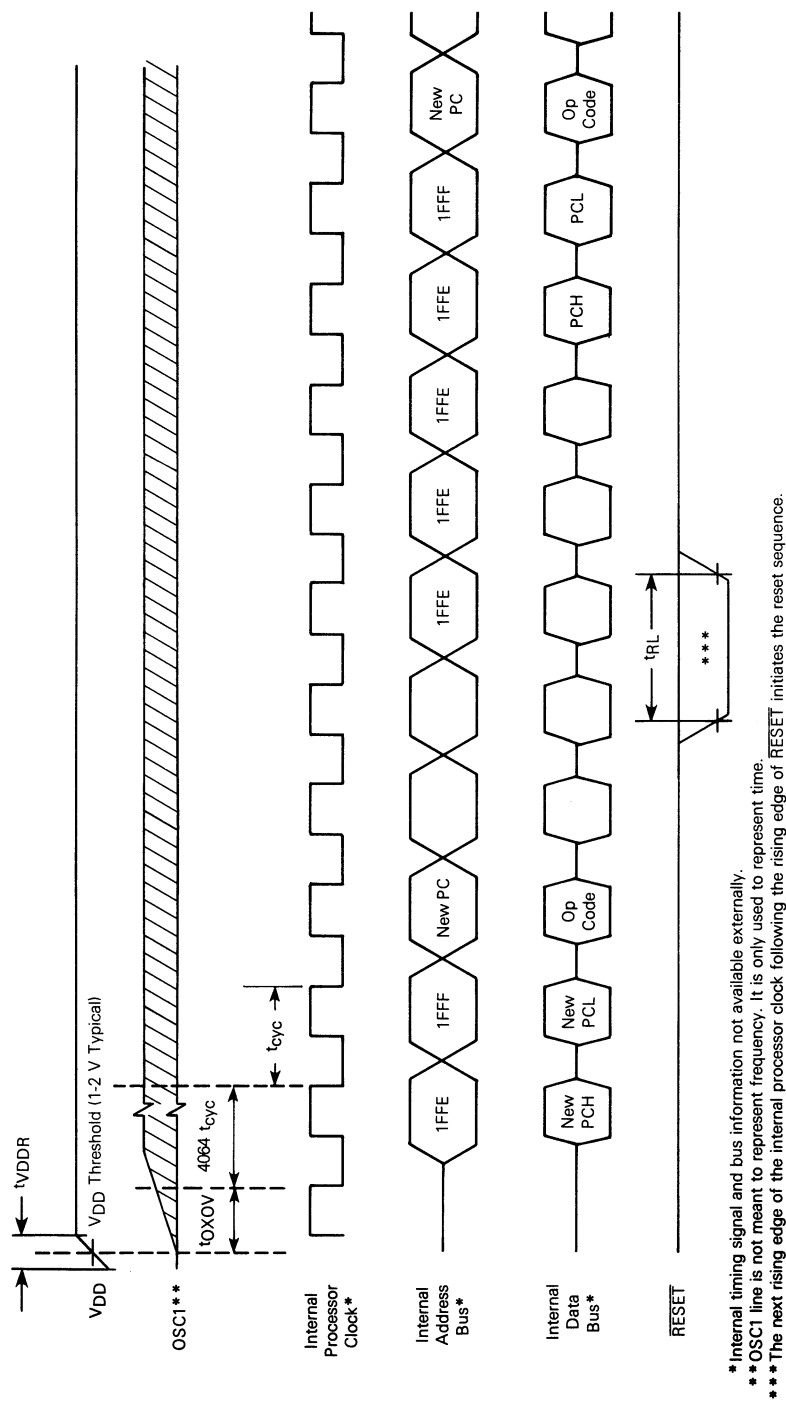 tVDDR
VDD
VDD Threshold (1-2 V Typical)
OSC1**
tOXOV
4064 tcyc
tcyc
Internal
Processor
Clock*
Internal
Address
Bus*
1FFE
1FFF
New PC
1FFE
1FFE
1FFE
1FFE
1FFF
New
PC
Internal
Data
Bus*
New
PCH
New
PCL
Op
Code
PCH
PCL
Op
Code
RESET
tRL
***
*Internal timing signal and bus information not available externally.
**OSC1 line is not meant to represent frequency. It is only used to represent time.
***The next rising edge of the internal processor clock following the rising edge of RESET initiates the reset sequence.